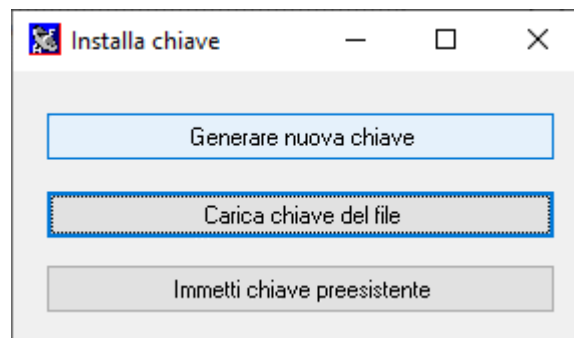 Installa chiave
Generare nuova chiave
Carica chiave del file
Immetti chiave preesistente